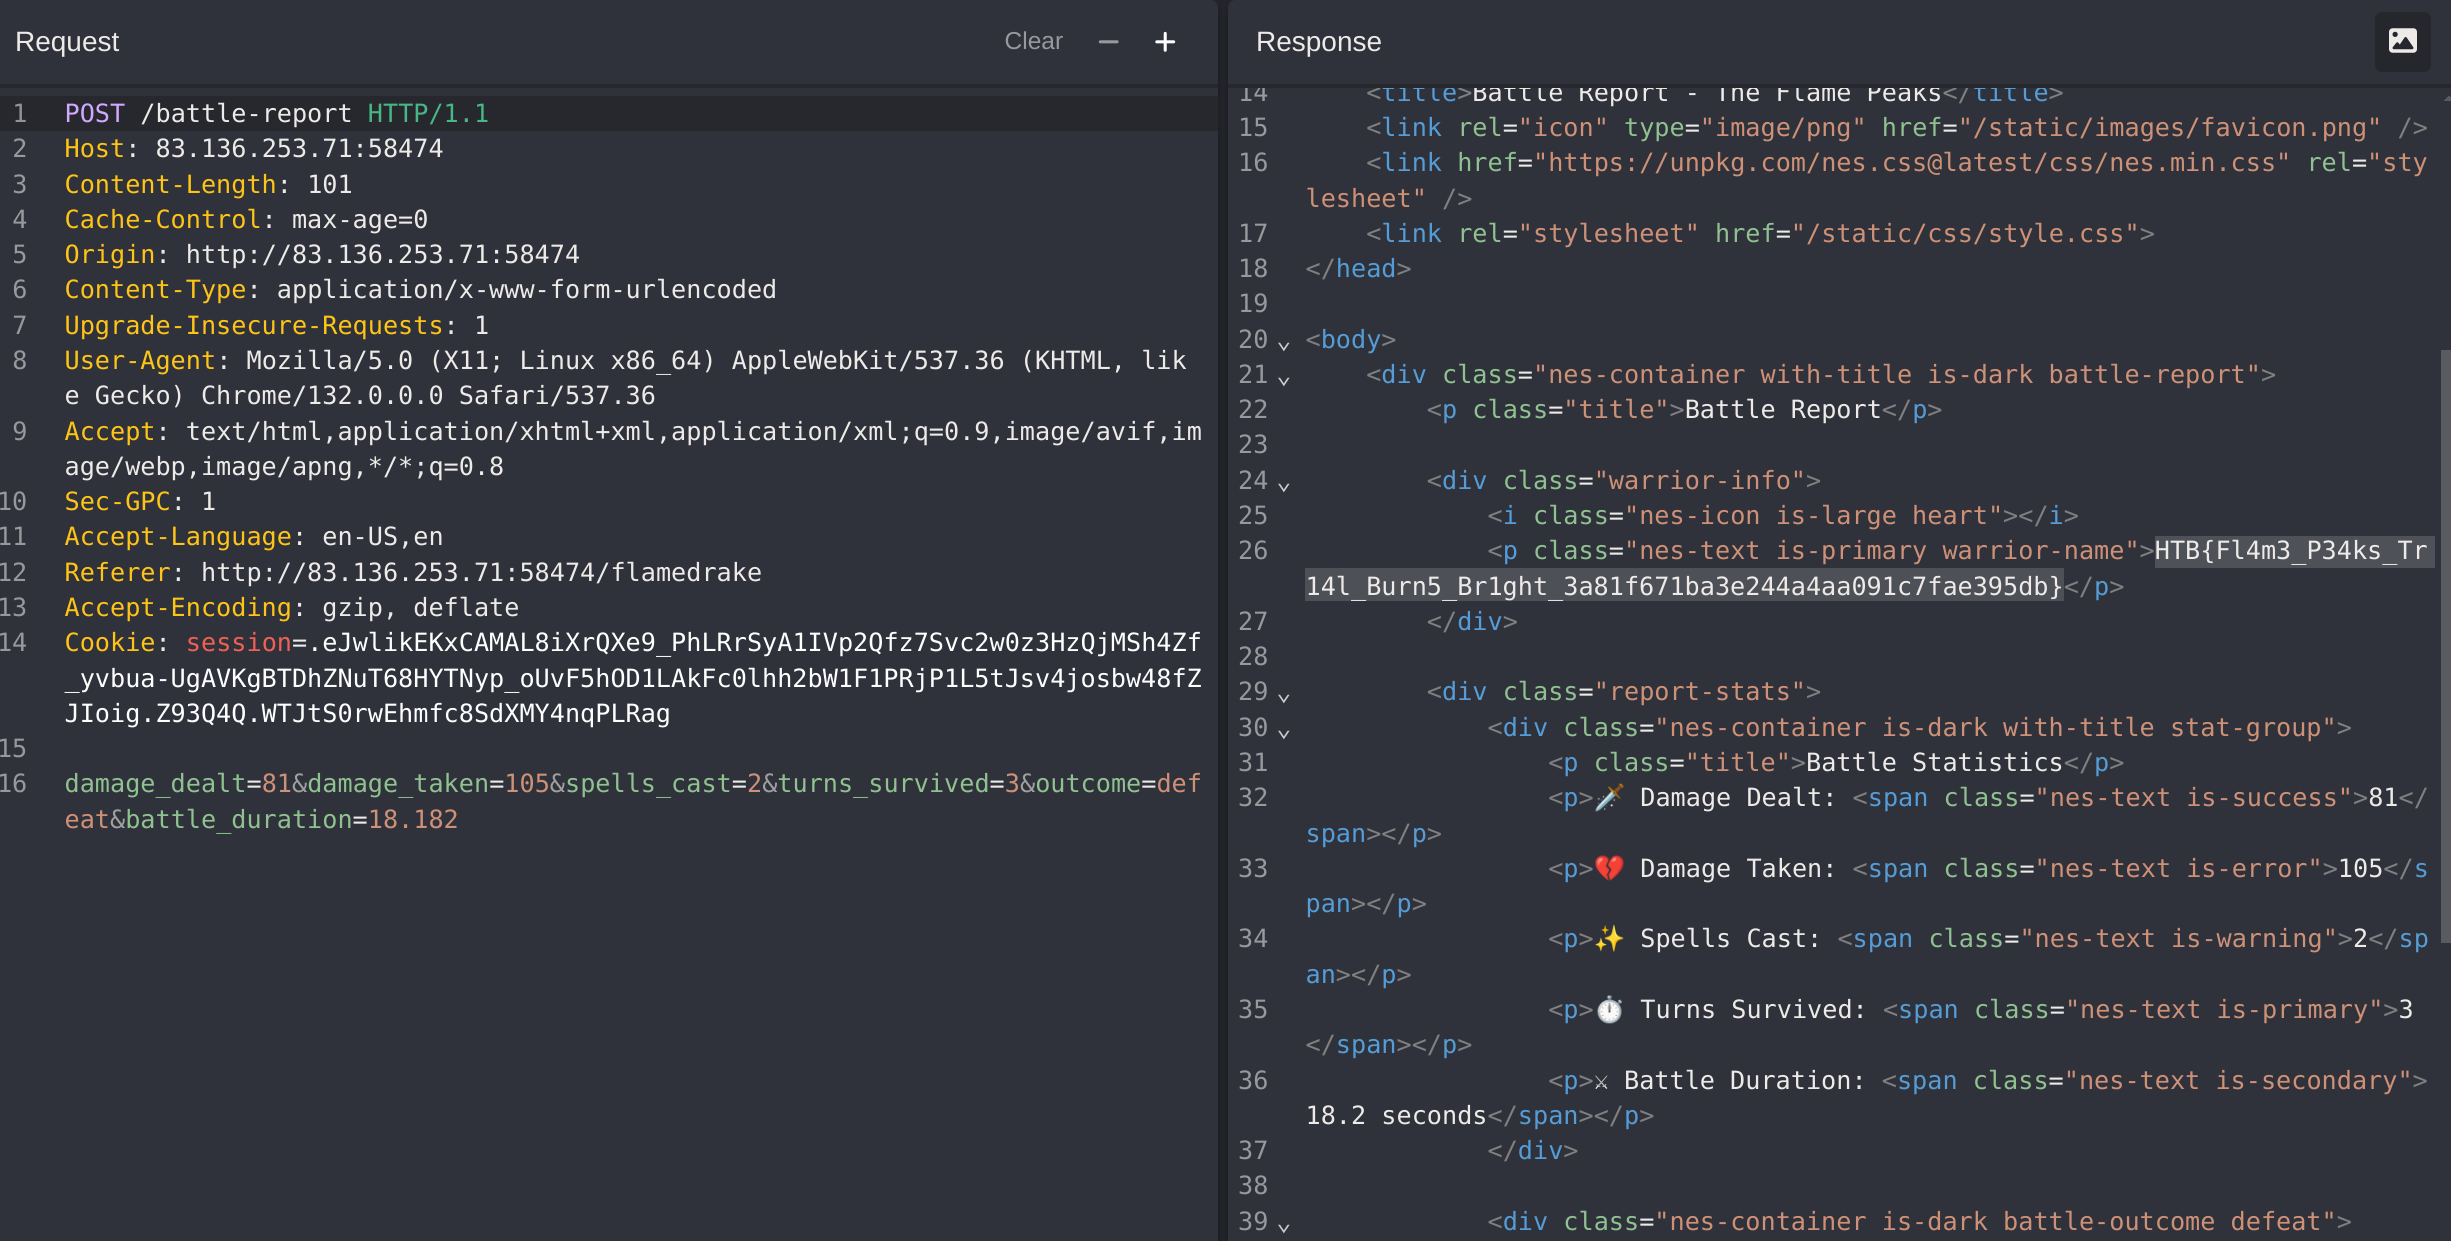 Request
Clear
1 POST /battle-report HTTP/1.1
2 Host: 83.136.253.71:58474
3 Content-Length: 101
4 Cache-Control: max-age=0
5 Origin: http://83.136.253.71:58474
6 Content-Type: application/x-www-form-urlencoded
7 Upgrade-Insecure-Requests: 1
8 User-Agent: Mozilla/5.0 (X11; Linux x86_64) AppleWebKit/537.36 (KHTML, lik
e Gecko) Chrome/132.0.0.0 Safari/537.36
9 Accept: text/html,application/xhtml+xml,application/xml;q=0.9,image/avif,im
age/webp,image/apng,*/*;q=0.8
10 Sec-GPC: 1
11 Accept-Language: en-US,en
12 Referer: http://83.136.253.71:58474/flamedrake
13 Accept-Encoding: gzip, deflate
14 Cookie: session=.eJwlikEKxCAMAL8iXrQXe9_PhLRrSyA1IVp2Qfz7Svc2w0z3HzQjMSh4Zf
_yvbua-UgAVKgBTDhZNuT68HYTNyp_oUvF5hOD1LAkFc0lhh2bW1F1PRjP1L5tJsv4josbw48fZ
JIoig.Z93Q4Q.WTJtS0rwEhmfc8SdXMY4nqPLRag
15
16 damage_dealt=81&damage_taken=105&spells_cast=2&turns_survived=3&outcome=def
eat&battle_duration=18.182
Response
14 <title>Battle Report - The Flame Peaks</title>
15 <link rel="icon" type="image/png" href="/static/images/favicon.png" />
16 <link href="https://unpkg.com/nes.css@latest/css/nes.min.css" rel="sty
lesheet" />
17 <link rel="stylesheet" href="/static/css/style.css">
18 </head>
19
20 <body>
21 <div class="nes-container with-title is-dark battle-report">
22 <p class="title">Battle Report</p>
23
24 <div class="warrior-info">
25 <i class="nes-icon is-large heart"></i>
26 <p class="nes-text is-primary warrior-name">HTB{Fl4m3_P34ks_Tr
14l_Burn5_Br1ght_3a81f671ba3e244a4aa091c7fae395db}</p>
27 </div>
28
29 <div class="report-stats">
30 <div class="nes-container is-dark with-title stat-group">
31 <p class="title">Battle Statistics</p>
32 <p>🗡️ Damage Dealt: <span class="nes-text is-success">81</
span></p>
33 <p>💔 Damage Taken: <span class="nes-text is-error">105</s
pan></p>
34 <p>✨ Spells Cast: <span class="nes-text is-warning">2</sp
an></p>
35 <p>⏱️ Turns Survived: <span class="nes-text is-primary">3
</span></p>
36 <p>⚔ Battle Duration: <span class="nes-text is-secondary">
18.2 seconds</span></p>
37 </div>
38
39 <div class="nes-container is-dark battle-outcome defeat">